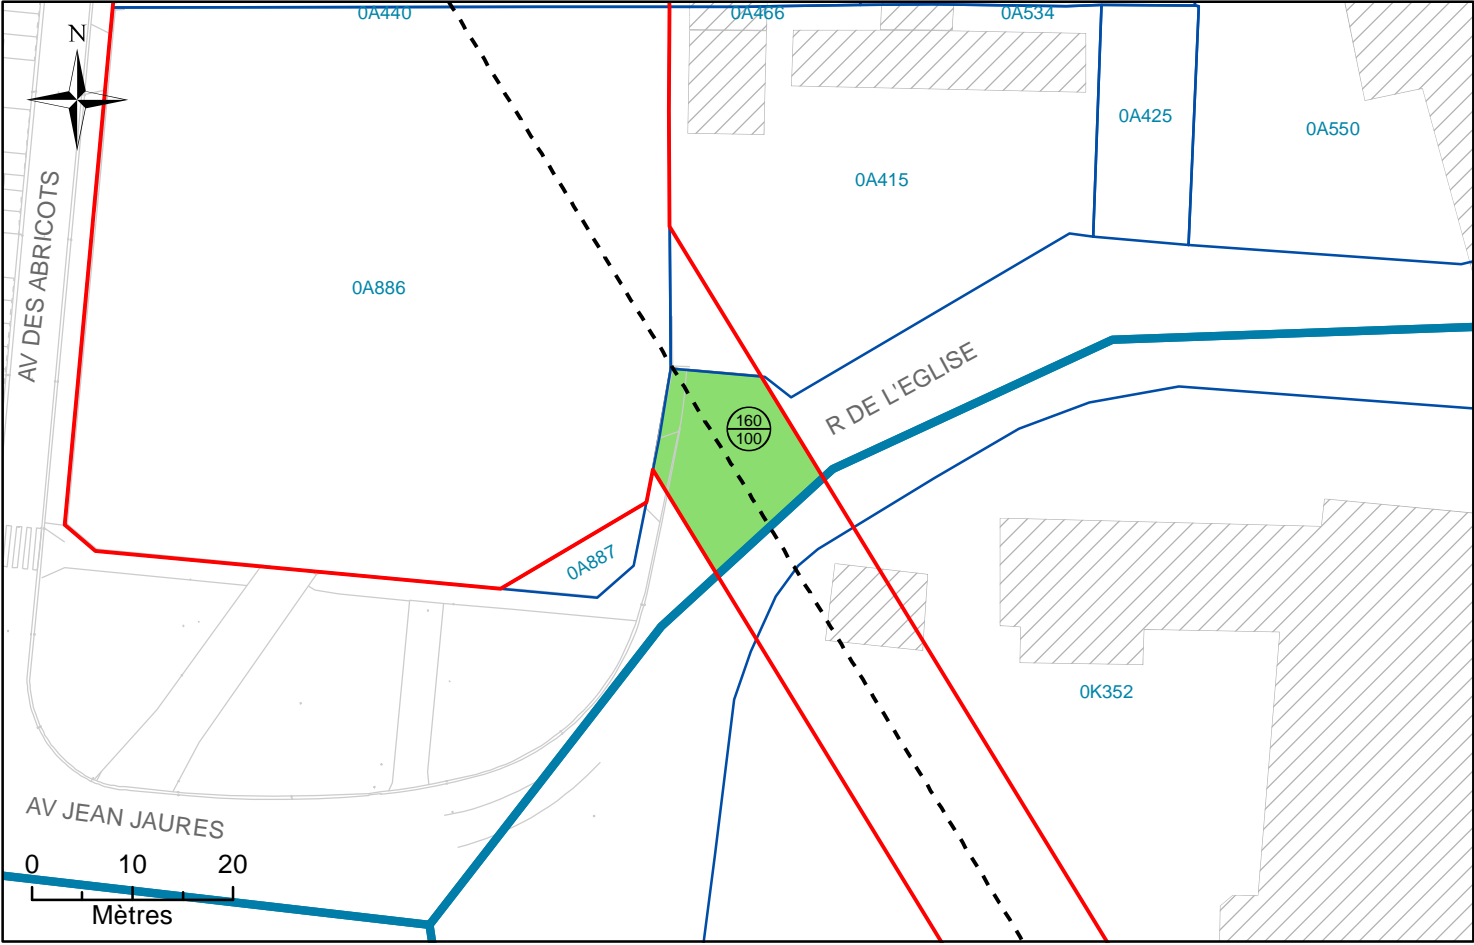 0A440
0A466
0A534
N
0A425
0A550
0A415
AV DES ABRICOTS
0A886
R DE L'EGLISE
160
100
0A887
0K352
AV JEAN JAURES
0 10 20
Mètres